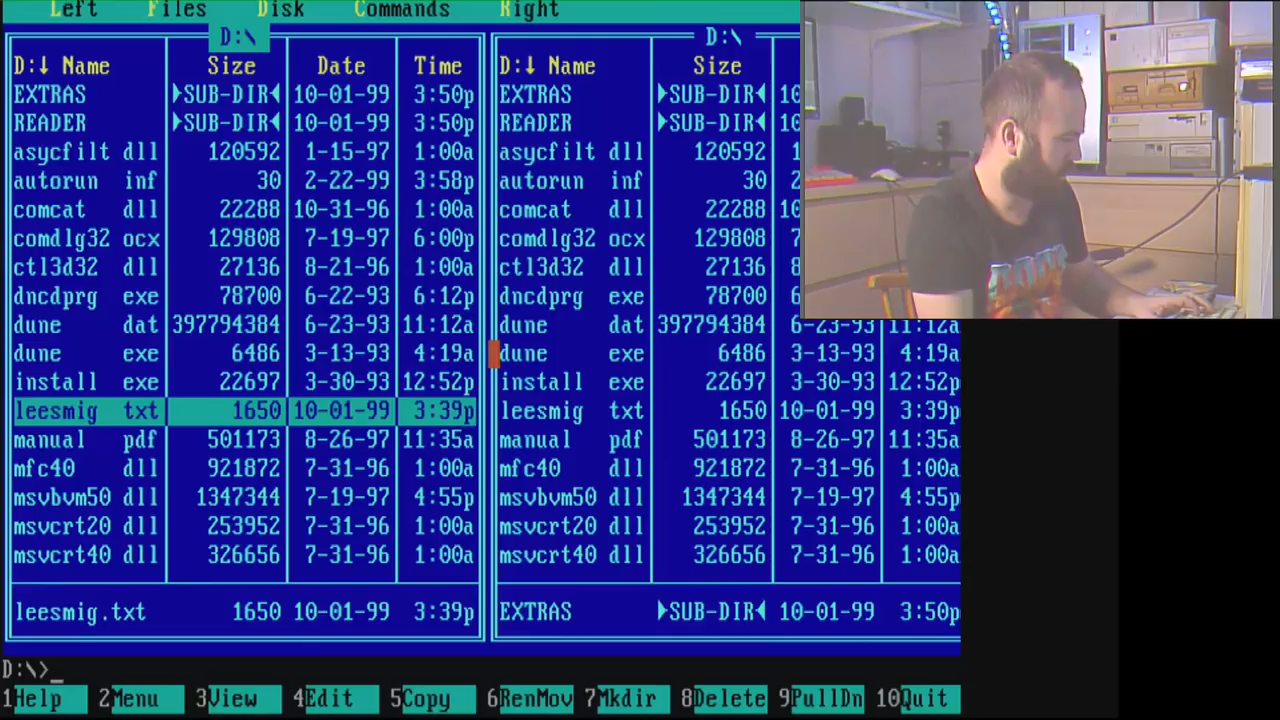 Left Files Disk Commands Right
D:\ D:\
D:↓ Name Size Date Time D:↓ Name Size
EXTRAS ►SUB-DIR◄ 10-01-99 3:50p EXTRAS ►SUB-DIR◄ 10
READER ►SUB-DIR◄ 10-01-99 3:50p READER ►SUB-DIR◄ 10
asycfilt dll 120592 1-15-97 1:00a asycfilt dll 120592 1
autorun inf 30 2-22-99 3:58p autorun inf 30 2
comcat dll 22288 10-31-96 1:00a comcat dll 22288 10
comdlg32 ocx 129808 7-19-97 6:00p comdlg32 ocx 129808 7
ctl3d32 dll 27136 8-21-96 1:00a ctl3d32 dll 27136 8
dncdprg exe 78700 6-22-93 6:12p dncdprg exe 78700 6
dune dat 397794384 6-23-93 11:12a dune dat 397794384 6-23-93 11:12a
dune exe 6486 3-13-93 4:19a dune exe 6486 3-13-93 4:19a
install exe 22697 3-30-93 12:52p install exe 22697 3-30-93 12:52p
leesmig txt 1650 10-01-99 3:39p leesmig txt 1650 10-01-99 3:39p
manual pdf 501173 8-26-97 11:35a manual pdf 501173 8-26-97 11:35a
mfc40 dll 921872 7-31-96 1:00a mfc40 dll 921872 7-31-96 1:00a
msvbvm50 dll 1347344 7-19-97 4:55p msvbvm50 dll 1347344 7-19-97 4:55p
msvcrt20 dll 253952 7-31-96 1:00a msvcrt20 dll 253952 7-31-96 1:00a
msvcrt40 dll 326656 7-31-96 1:00a msvcrt40 dll 326656 7-31-96 1:00a
leesmig.txt 1650 10-01-99 3:39p EXTRAS ►SUB-DIR◄ 10-01-99 3:50p
D:\>_
1Help 2Menu 3View 4Edit 5Copy 6RenMov 7Mkdir 8Delete 9PullDn 10Quit